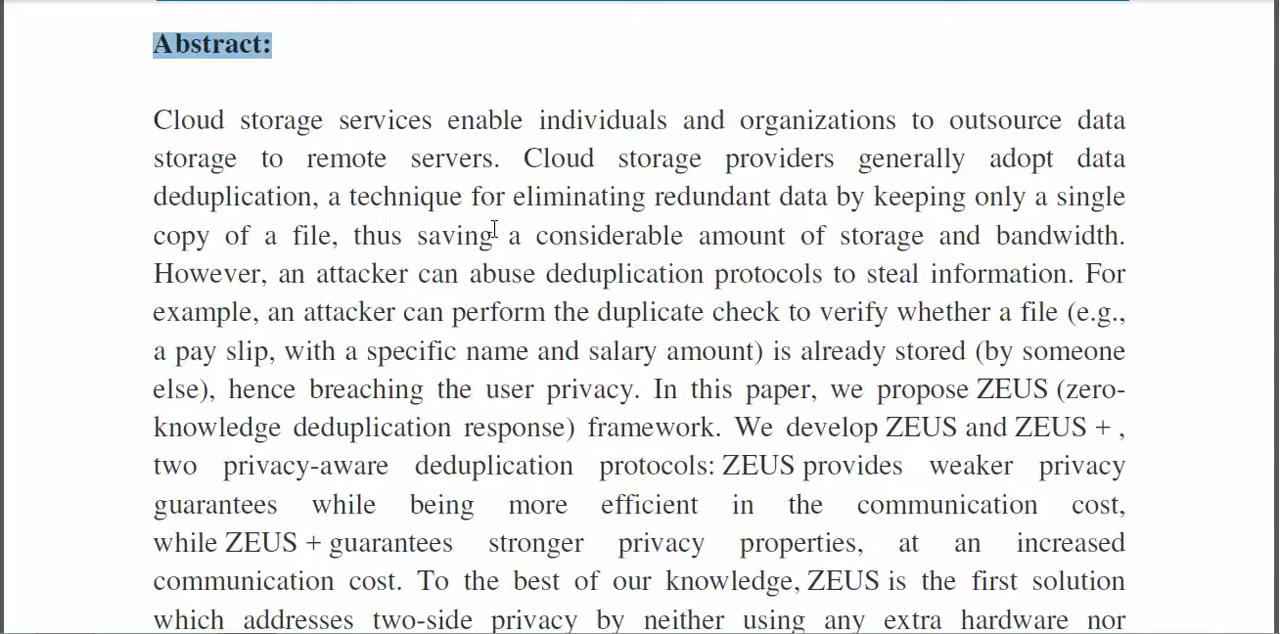 Abstract:
Cloud storage services enable individuals and organizations to outsource data
storage to remote servers. Cloud storage providers generally adopt data
deduplication, a technique for eliminating redundant data by keeping only a single
copy of a file, thus saving a considerable amount of storage and bandwidth.
However, an attacker can abuse deduplication protocols to steal information. For
example, an attacker can perform the duplicate check to verify whether a file (e.g.,
a pay slip, with a specific name and salary amount) is already stored (by someone
else), hence breaching the user privacy. In this paper, we propose ZEUS (zero-
knowledge deduplication response) framework. We develop ZEUS and ZEUS + ,
two privacy-aware deduplication protocols: ZEUS provides weaker privacy
guarantees while being more efficient in the communication cost,
while ZEUS + guarantees stronger privacy properties, at an increased
communication cost. To the best of our knowledge, ZEUS is the first solution
which addresses two-side privacy by neither using any extra hardware nor